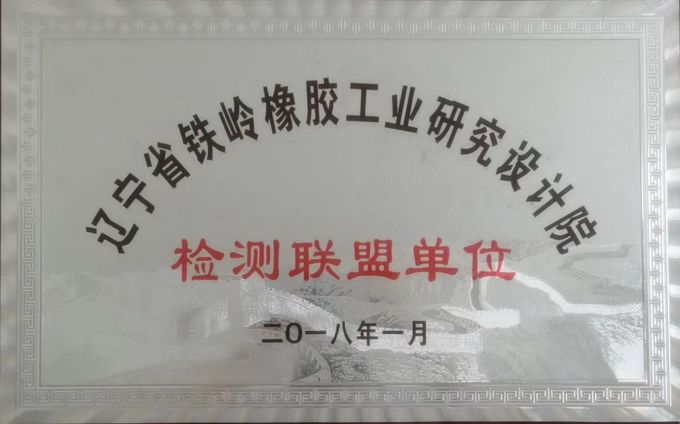 辽宁省铁岭橡胶工业研究设计院
检测联盟单位
二〇一八年一月